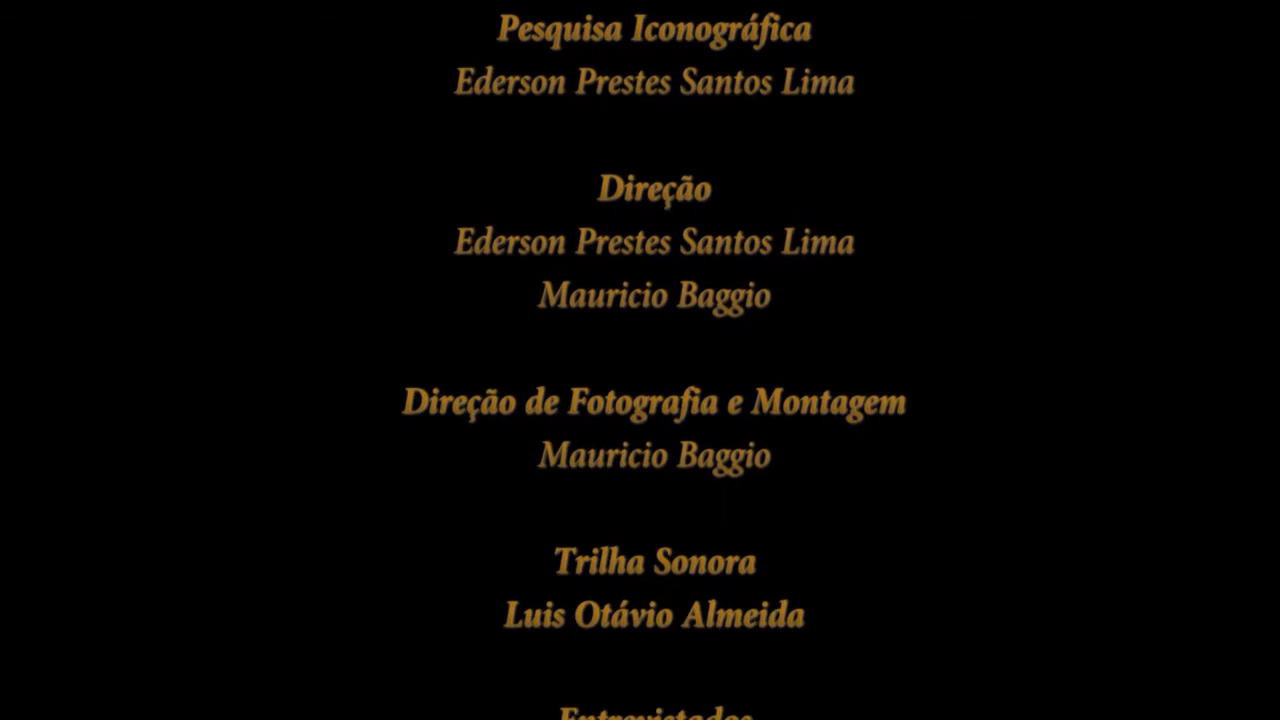 Pesquisa Iconográfica
Ederson Prestes Santos Lima
Direção
Ederson Prestes Santos Lima
Mauricio Baggio
Direção de Fotografia e Montagem
Mauricio Baggio
Trilha Sonora
Luis Otávio Almeida
Entrevistados